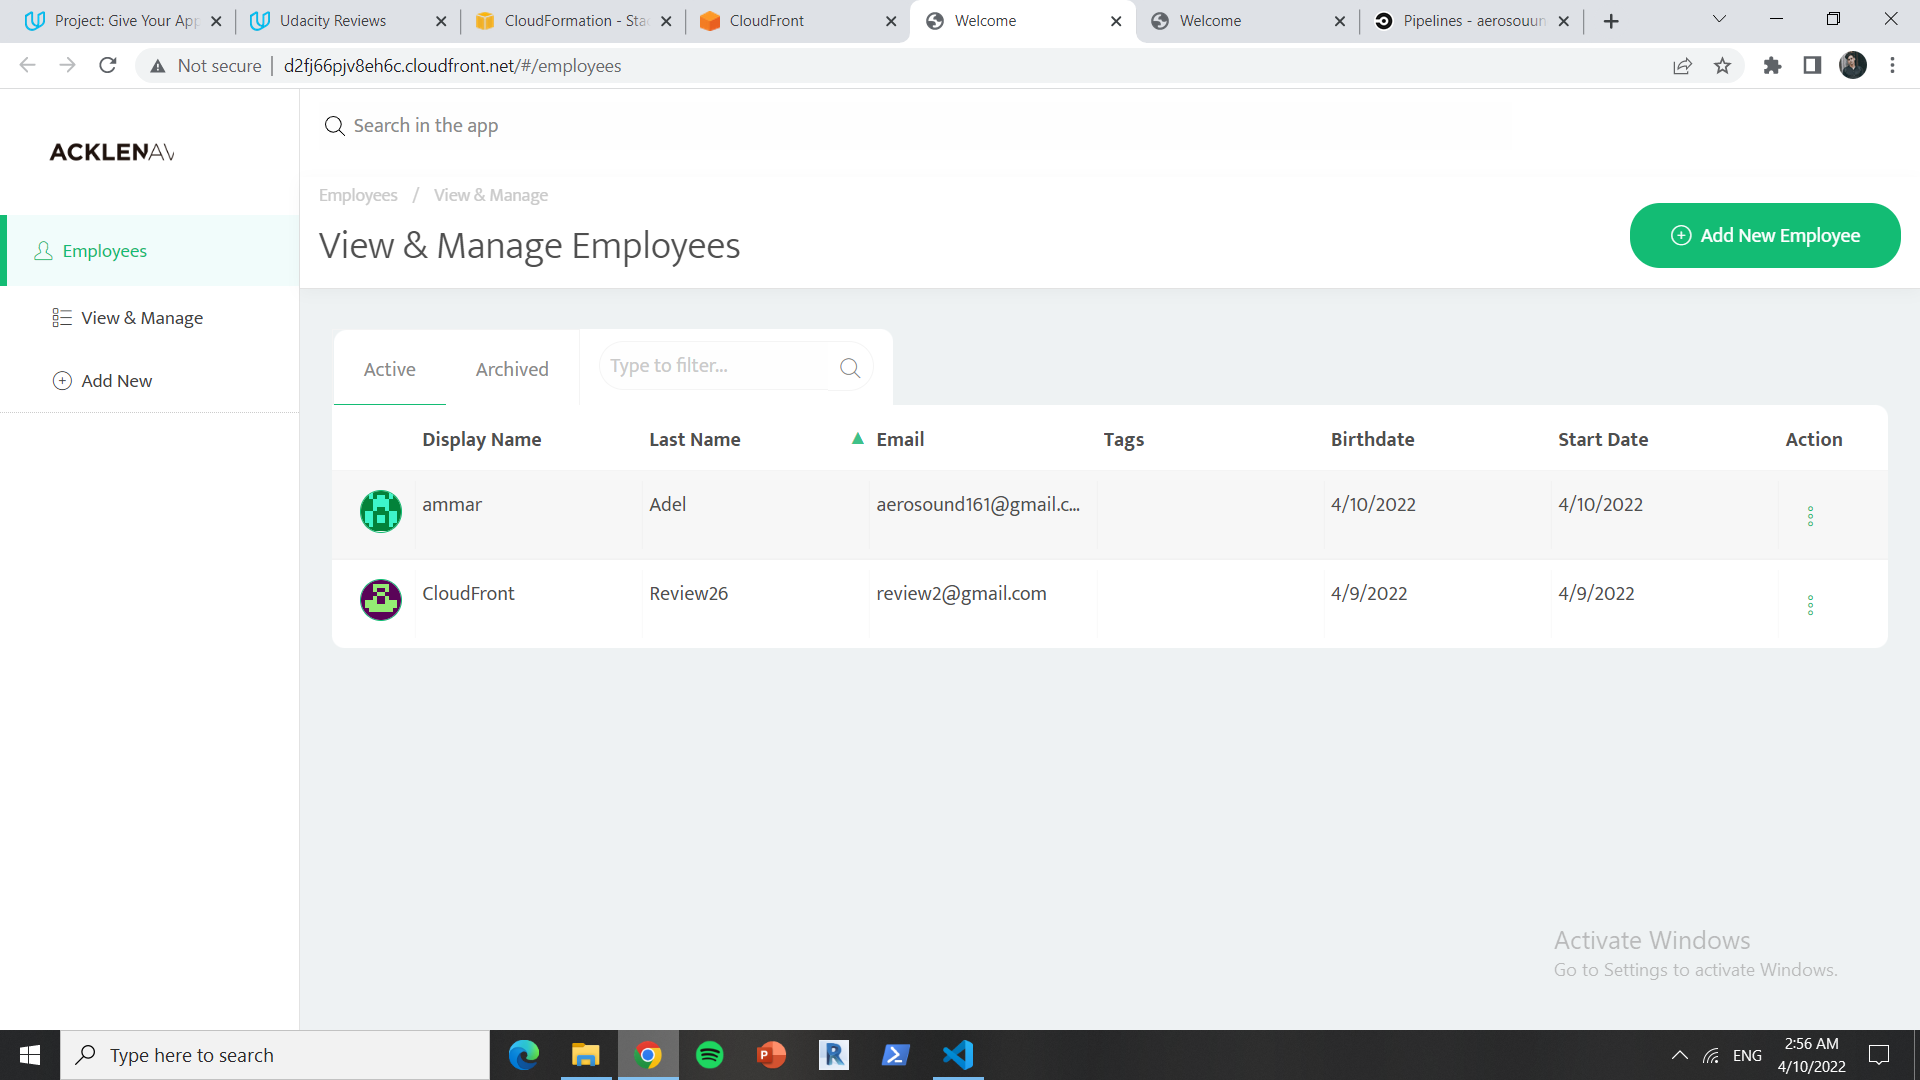 Project: Give Your App
Udacity Reviews
CloudFormation - Stac
CloudFront
Welcome
Welcome
Pipelines - aerosouun
Not secure
d2fj66pjv8eh6c.cloudfront.net/#/employees
ACKLENAV
Search in the app
Employees / View & Manage
View & Manage Employees
Add New Employee
Employees
View & Manage
Add New
Active
Archived
Type to filter...
Display Name Last Name Email Tags Birthdate Start Date Action
ammar Adel aerosound161@gmail.c... 4/10/2022 4/10/2022
CloudFront Review26 review2@gmail.com 4/9/2022 4/9/2022
Activate Windows
Go to Settings to activate Windows.
Type here to search
ENG
2:56 AM
4/10/2022